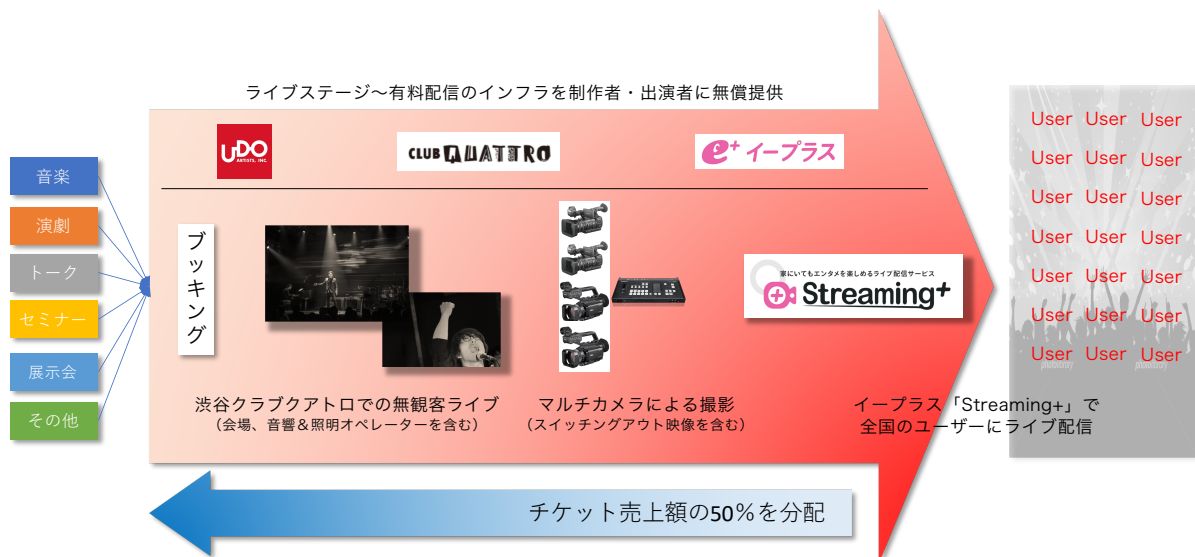 ライブステージ〜有料配信のインフラを制作者・出演者に無償提供
UDO
ARTISTS, INC.
CLUB QUATTRO
e+ イープラス
音楽
演劇
トーク
セミナー
展示会
その他
ブッキング
家にいてもエンタメを楽しめるライブ配信サービス
Streaming+
渋谷クラブクアトロでの無観客ライブ
（会場、音響＆照明オペレーターを含む）
マルチカメラによる撮影
（スイッチングアウト映像を含む）
イープラス「Streaming+」で
全国のユーザーにライブ配信
User User User
User User User
User User User
User User User
User User User
User User User
User User User
チケット売上額の50%を分配